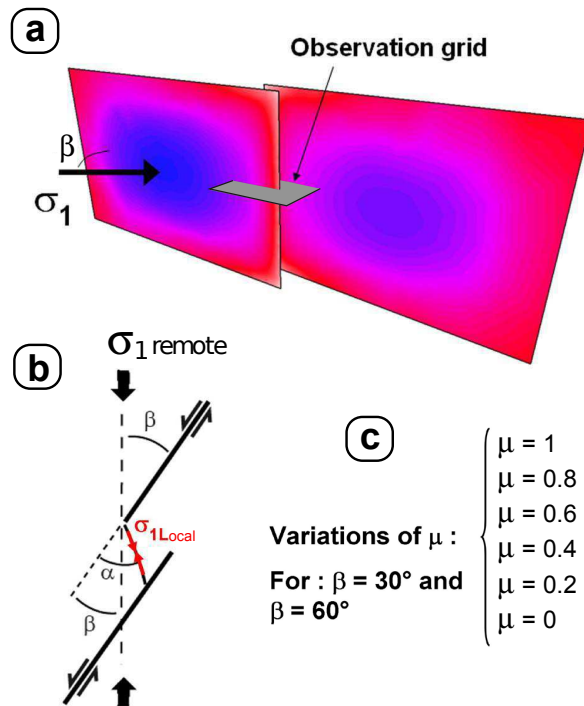 a
Observation grid
β
σ1
b
σ1 remote
β
σ1Local
α
β
c
Variations of μ :
For : β = 30° and
β = 60°
μ = 1
μ = 0.8
μ = 0.6
μ = 0.4
μ = 0.2
μ = 0